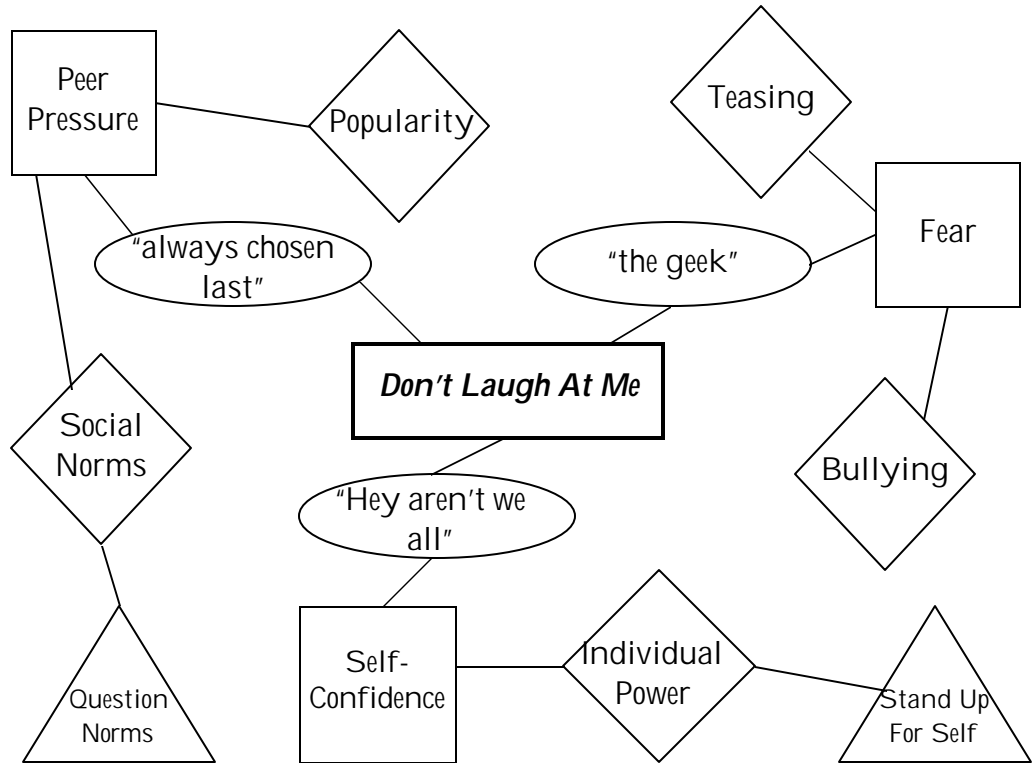 Peer
Pressure
Popularity
Teasing
Fear
"always chosen
last"
"the geek"
Don't Laugh At Me
Social
Norms
Bullying
"Hey aren't we
all"
Self-
Confidence
Individual
Power
Question
Norms
Stand Up
For Self